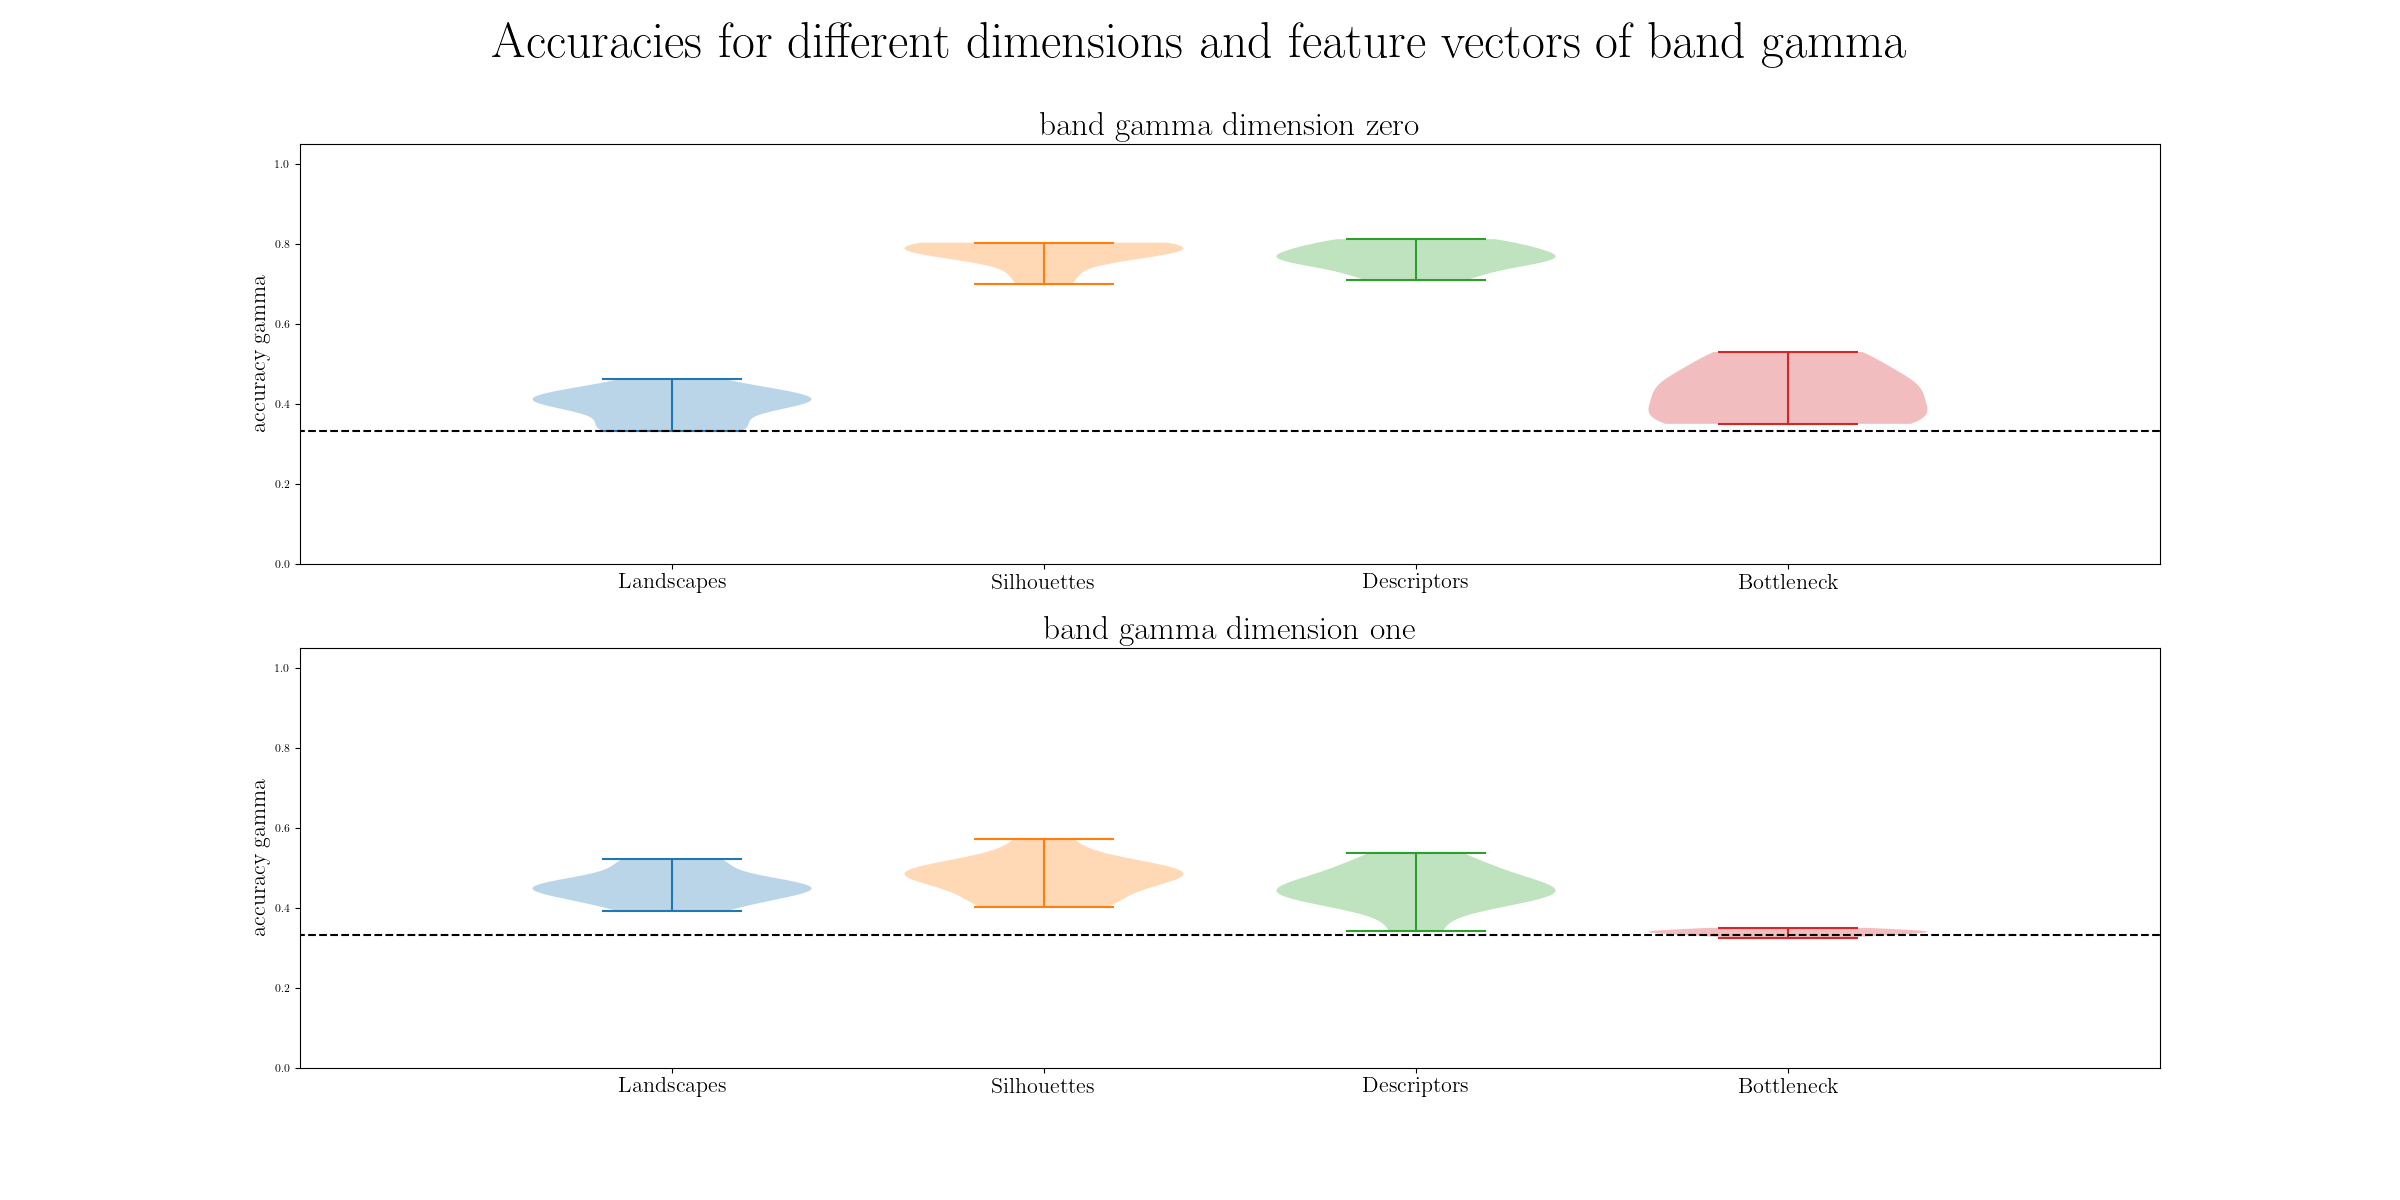 Accuracies for different dimensions and feature vectors of band gamma
band gamma dimension zero
1.0
0.8
0.6
0.4
0.2
0.0
accuracy gamma
Landscapes Silhouettes Descriptors Bottleneck
band gamma dimension one
1.0
0.8
0.6
0.4
0.2
0.0
accuracy gamma
Landscapes Silhouettes Descriptors Bottleneck